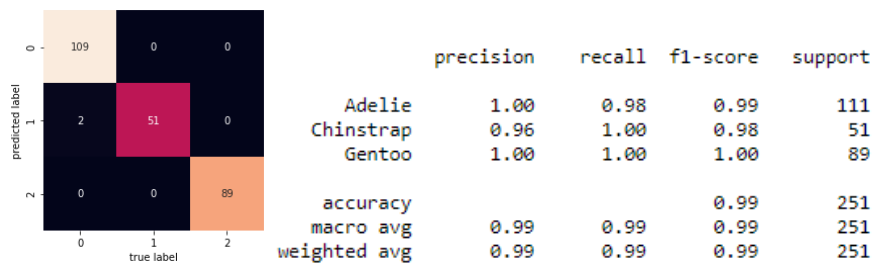 0 109 0 0
1 2 51 0
2 0 0 89
0 1 2
predicted label
true label
precision recall f1-score support
Adelie 1.00 0.98 0.99 111
Chinstrap 0.96 1.00 0.98 51
Gentoo 1.00 1.00 1.00 89
accuracy 0.99 251
macro avg 0.99 0.99 0.99 251
weighted avg 0.99 0.99 0.99 251